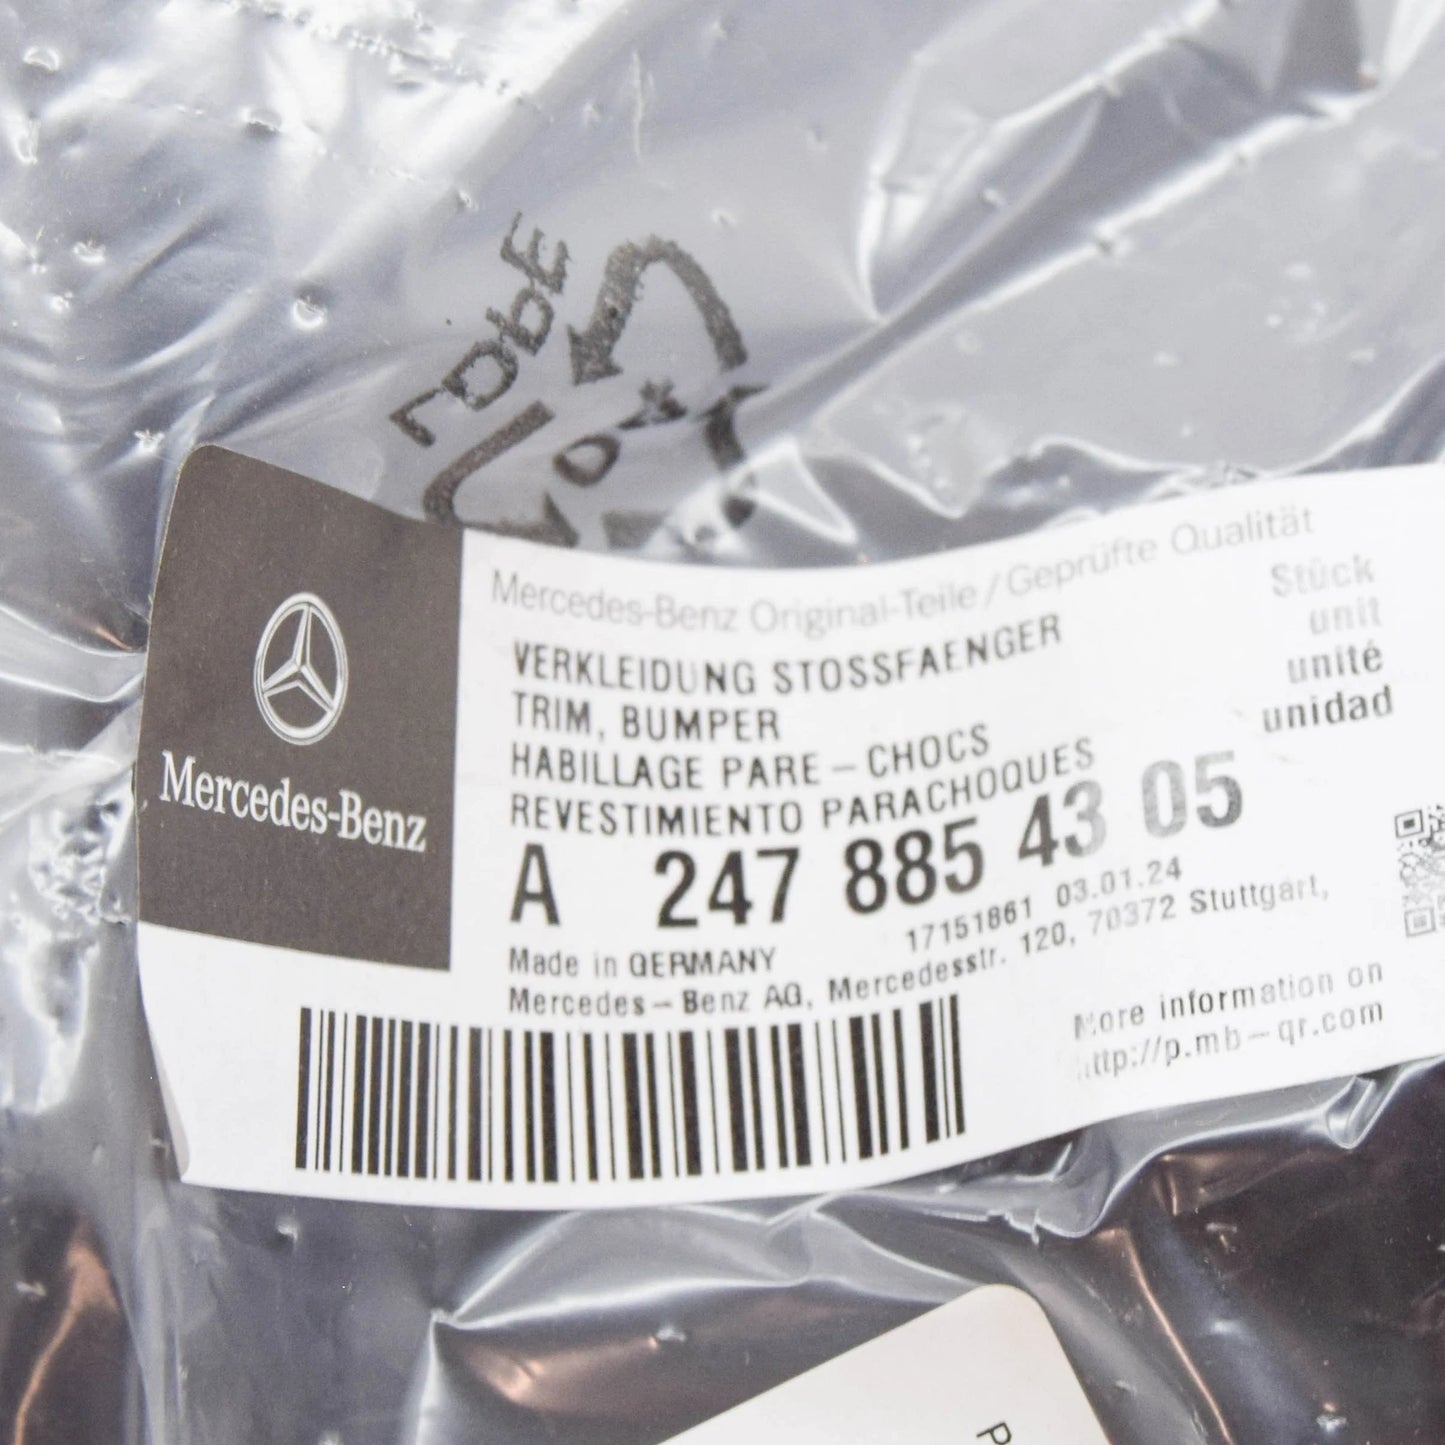 04
Mercedes-Benz
Mercedes-Benz Original-Teile / Geprüfte Qualität
VERKLEIDUNG STOSSFAENGER
TRIM, BUMPER
HABILLAGE PARE-CHOCS
REVESTIMIENTO PARACHOQUES
Stück
unit
unité
unidad
A 247 885 43 05
17151861 03.01.24
Made in GERMANY
Mercedes-Benz AG, Mercedesstr. 120, 70372 Stuttgart,
More information on
http://p.mb-qr.com
P